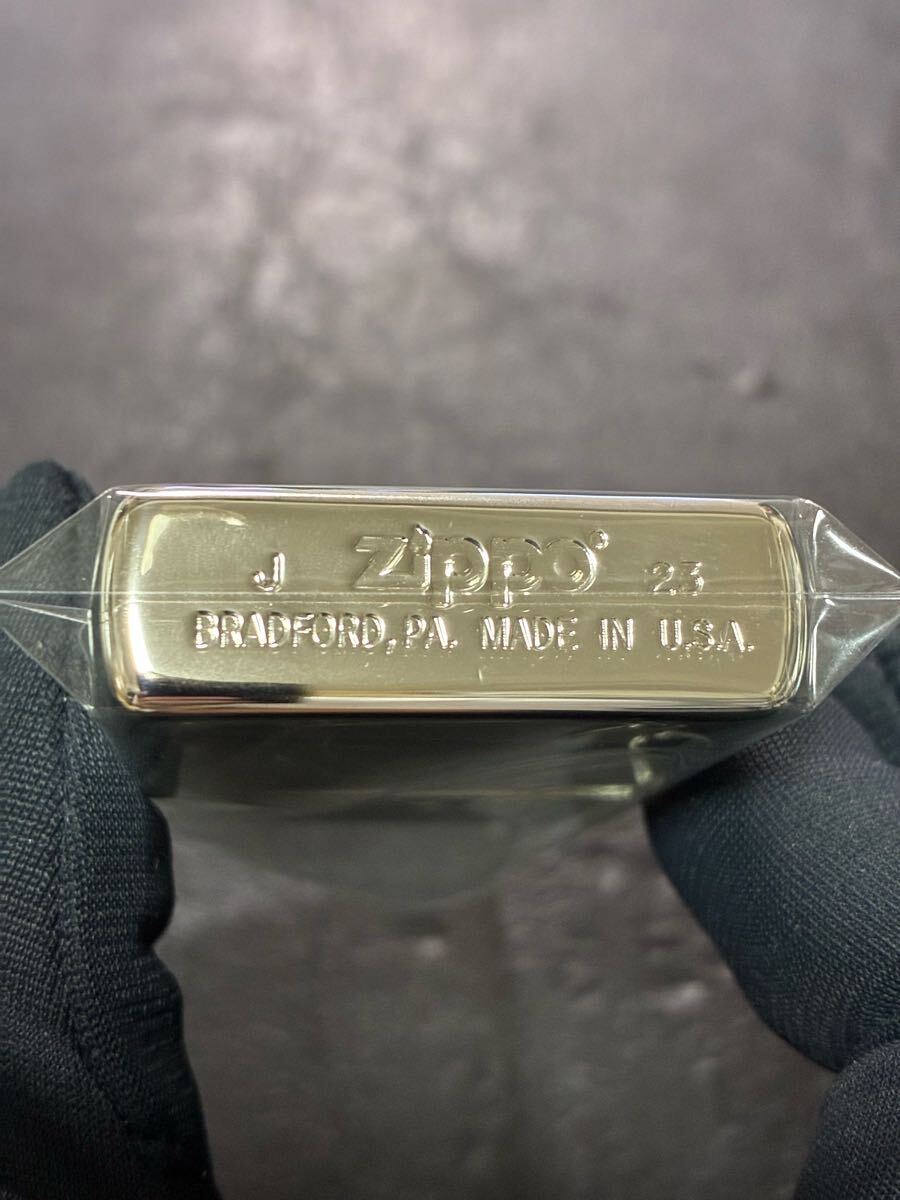 J Zippo® 23
BRADFORD, PA. MADE IN U.S.A.